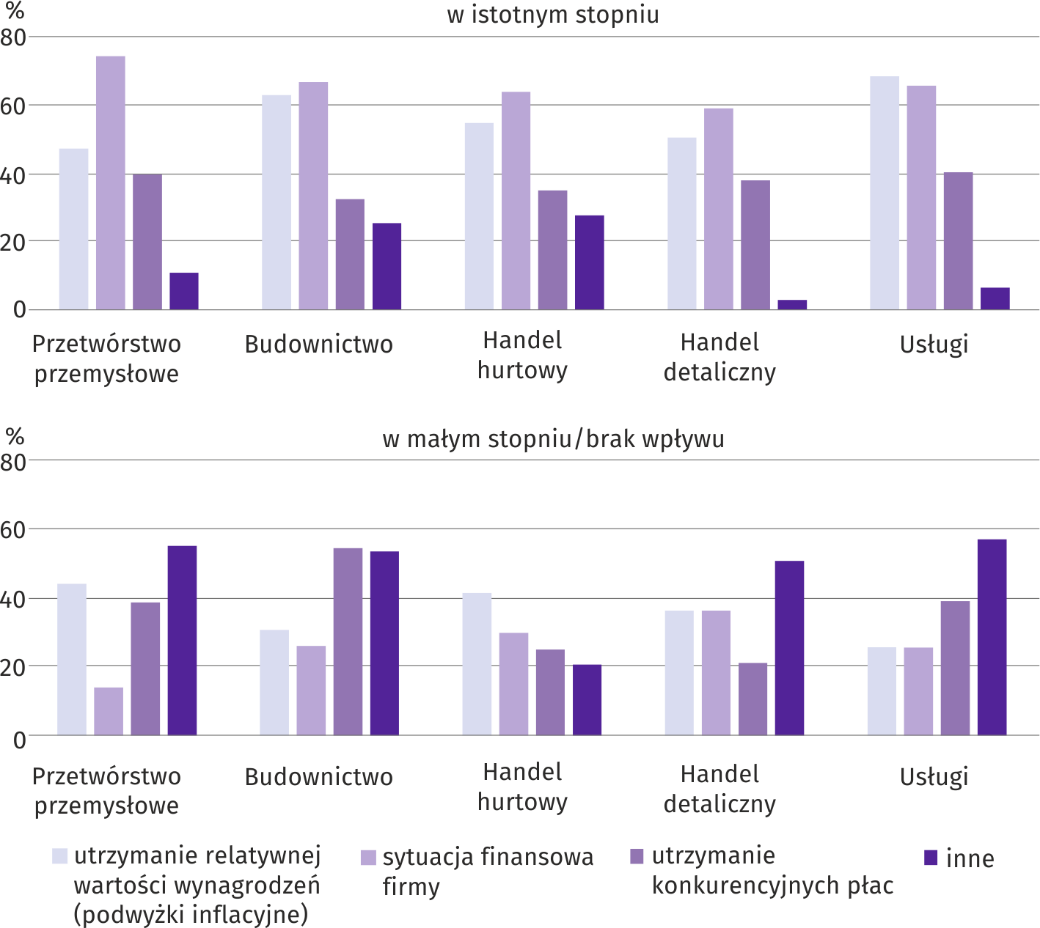 %
w istotnym stopniu
80
60
40
20
0
Przetwórstwo
przemysłowe
Budownictwo
Handel
hurtowy
Handel
detaliczny
Usługi
%
w małym stopniu/brak wpływu
80
60
40
20
0
Przetwórstwo
przemysłowe
Budownictwo
Handel
hurtowy
Handel
detaliczny
Usługi
utrzymanie relatywnej
wartości wynagrodzeń
(podwyżki inflacyjne)
sytuacja finansowa
firmy
utrzymanie
konkurencyjnych płac
inne